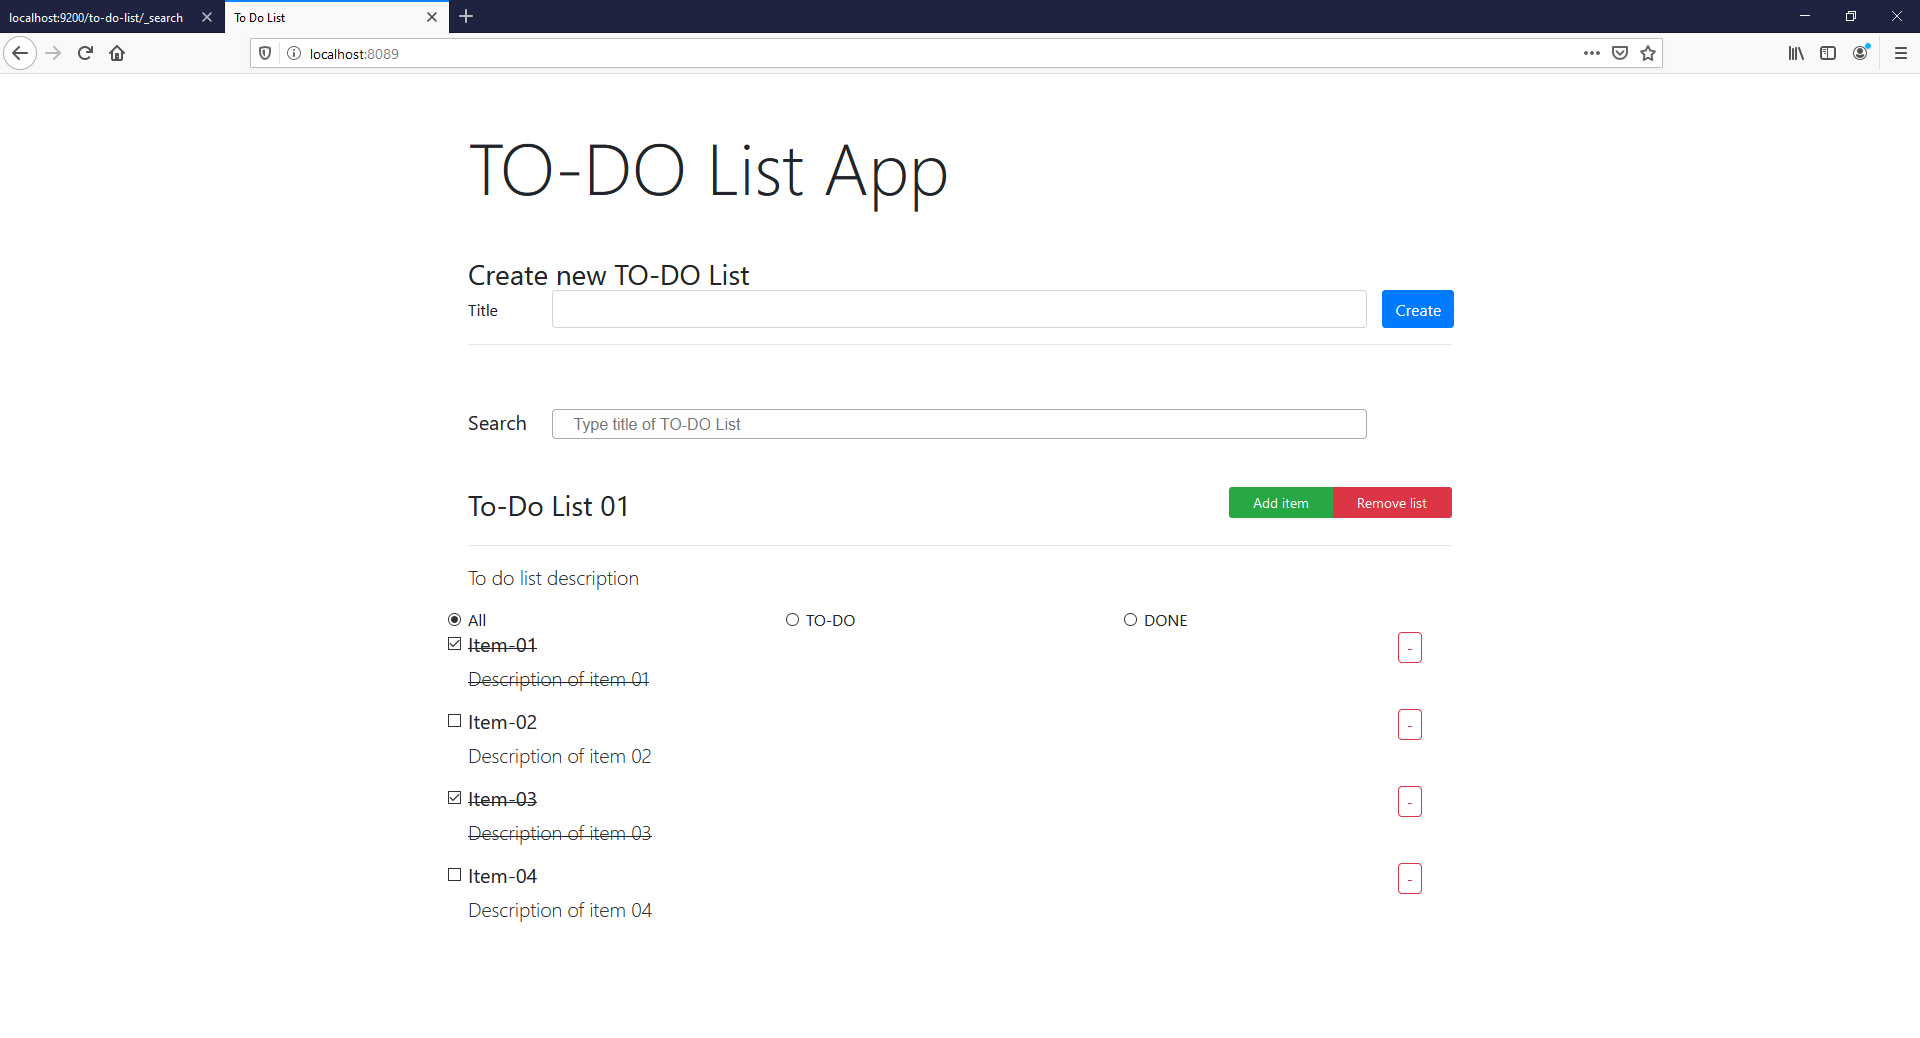 localhost:9200/to-do-list/_search
To Do List
localhost:8089
TO-DO List App
Create new TO-DO List
Title
Create
Search
Type title of TO-DO List
To-Do List 01
Add item
Remove list
To do list description
All
TO-DO
DONE
Item-01
-
Description of item 01
Item-02
-
Description of item 02
Item-03
-
Description of item 03
Item-04
-
Description of item 04